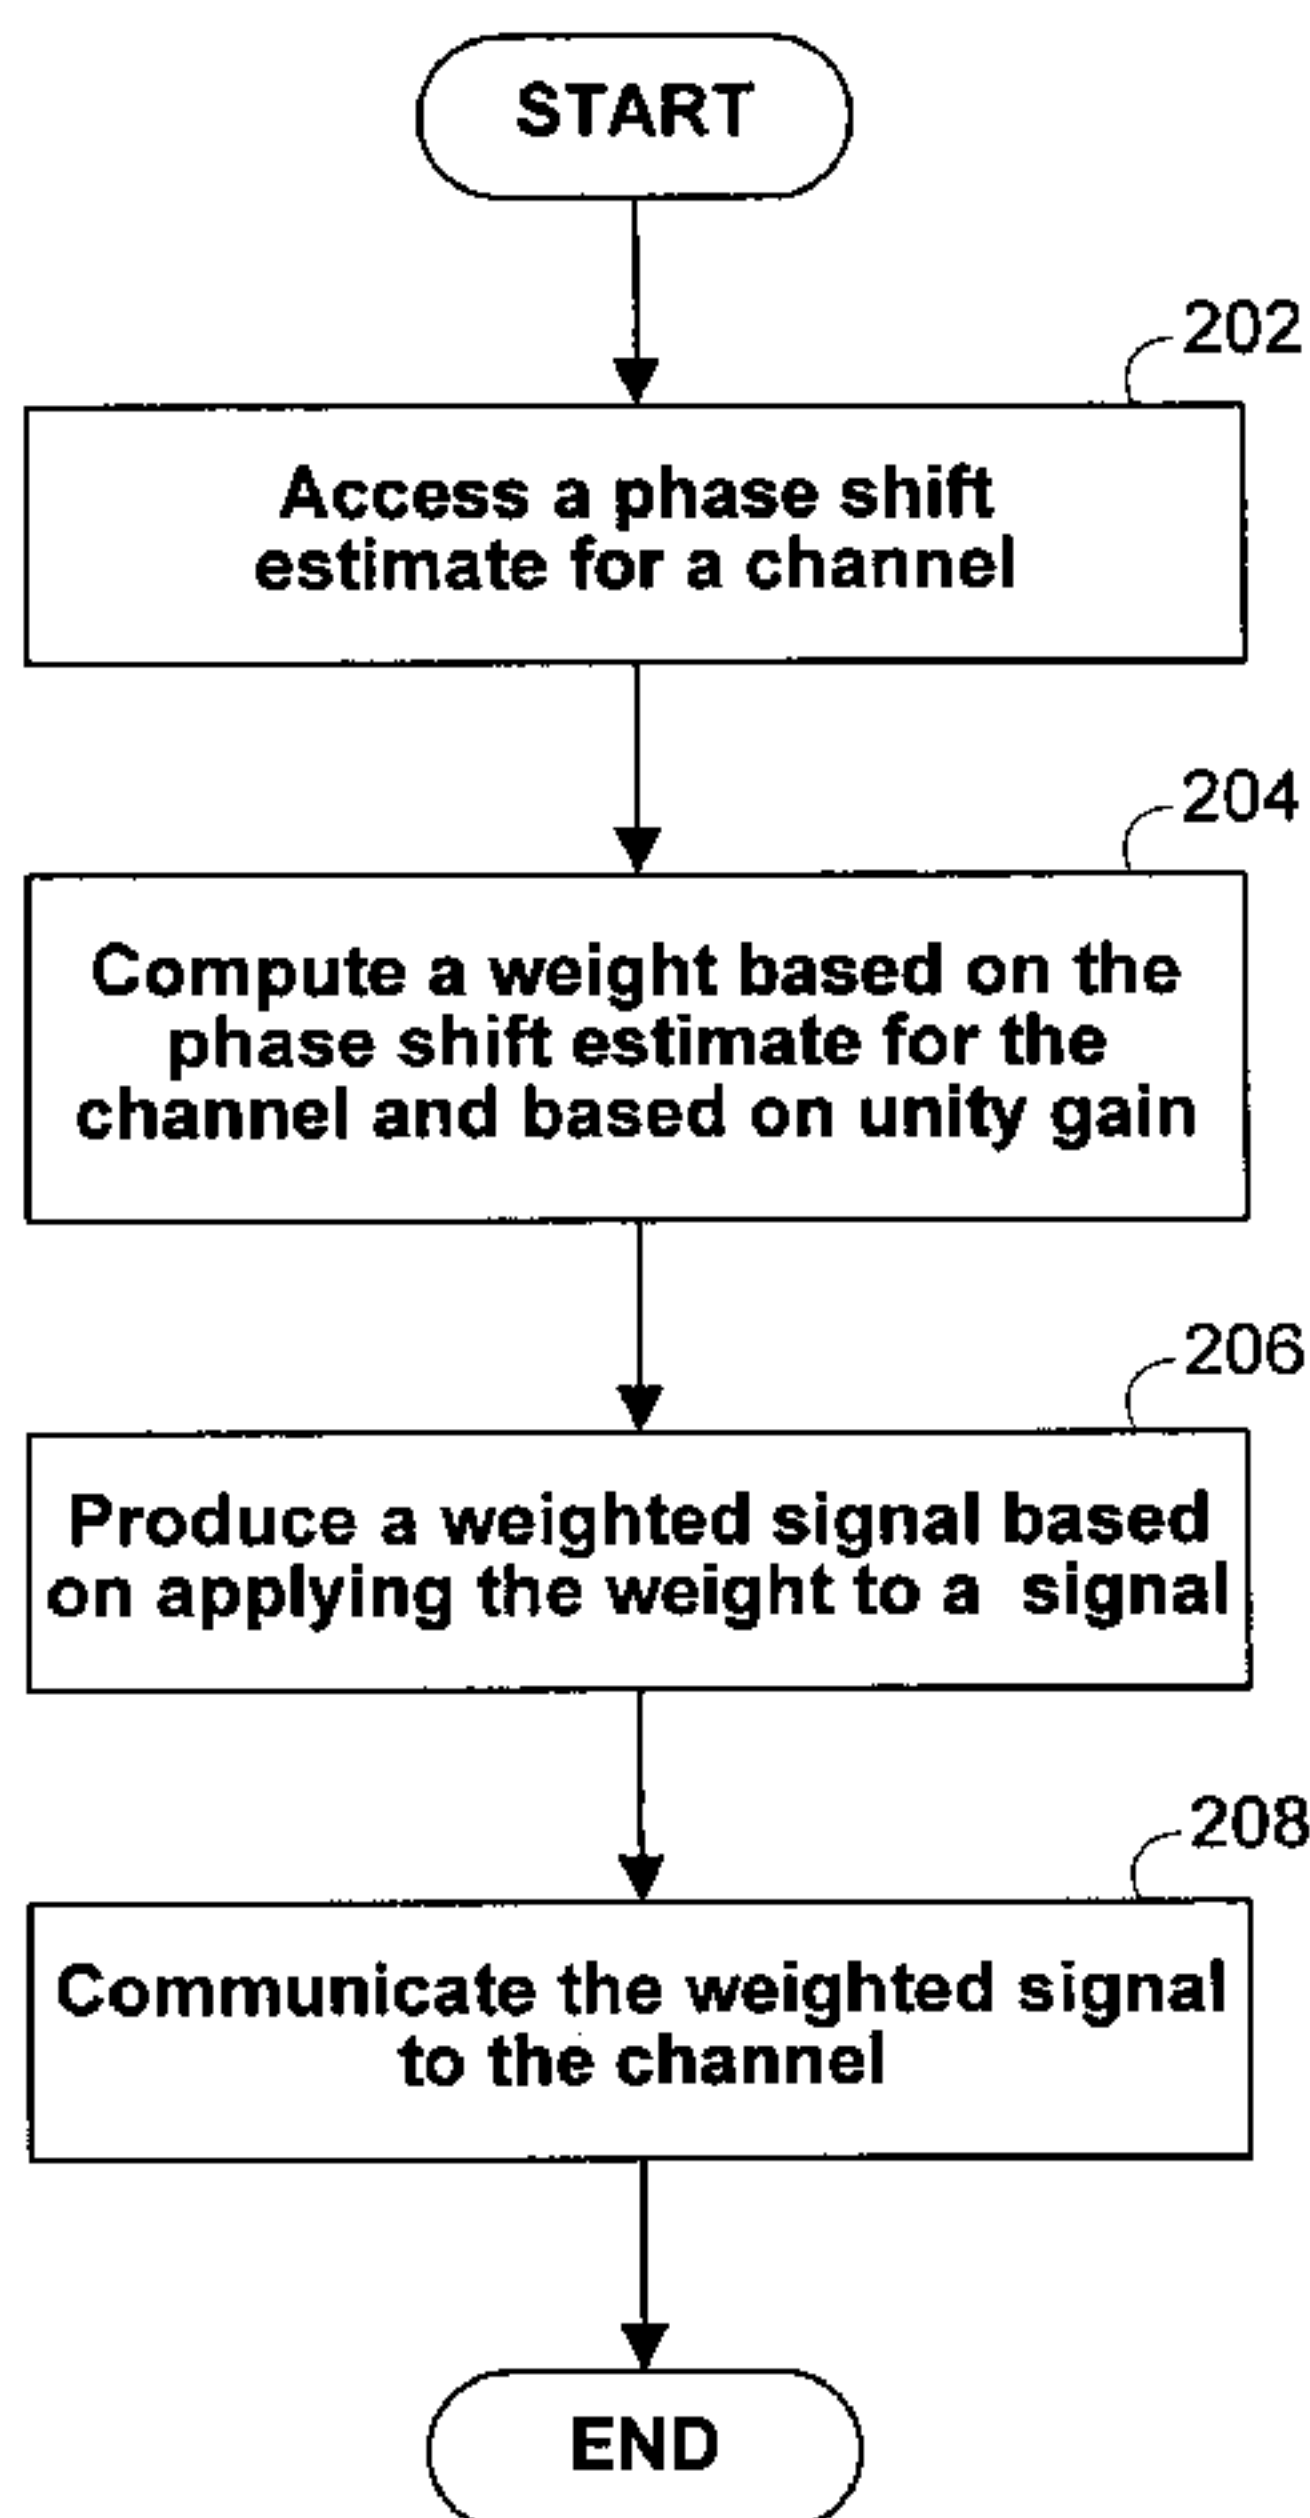 START
202
Access a phase shift
estimate for a channel
204
Compute a weight based on the
phase shift estimate for the
channel and based on unity gain
206
Produce a weighted signal based
on applying the weight to a signal
208
Communicate the weighted signal
to the channel
END